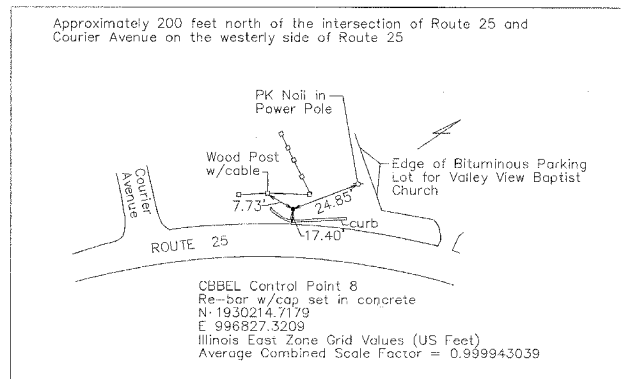 Approximately 200 feet north of the intersection of Route 25 and
Courier Avenue on the westerly side of Route 25
PK Nail in
Power Pole
Wood Post
w/cable
Edge of Bituminous Parking
Lot for Valley View Baptist
Church
Courier
Avenue
7.73'
24.85'
curb
17.40'
ROUTE 25
CBBEL Control Point 8
Re-bar w/cap set in concrete
N: 1930214.7179
E 996827.3209
Illinois East Zone Grid Values (US Feet)
Average Combined Scale Factor = 0.999943039